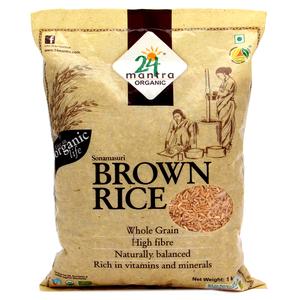 24
mantra
ORGANIC
organic
life
Sonamasuri
BROWN
RICE
Whole Grain
High fibre
Naturally balanced
Rich in vitamins and minerals
Net Weight: 1